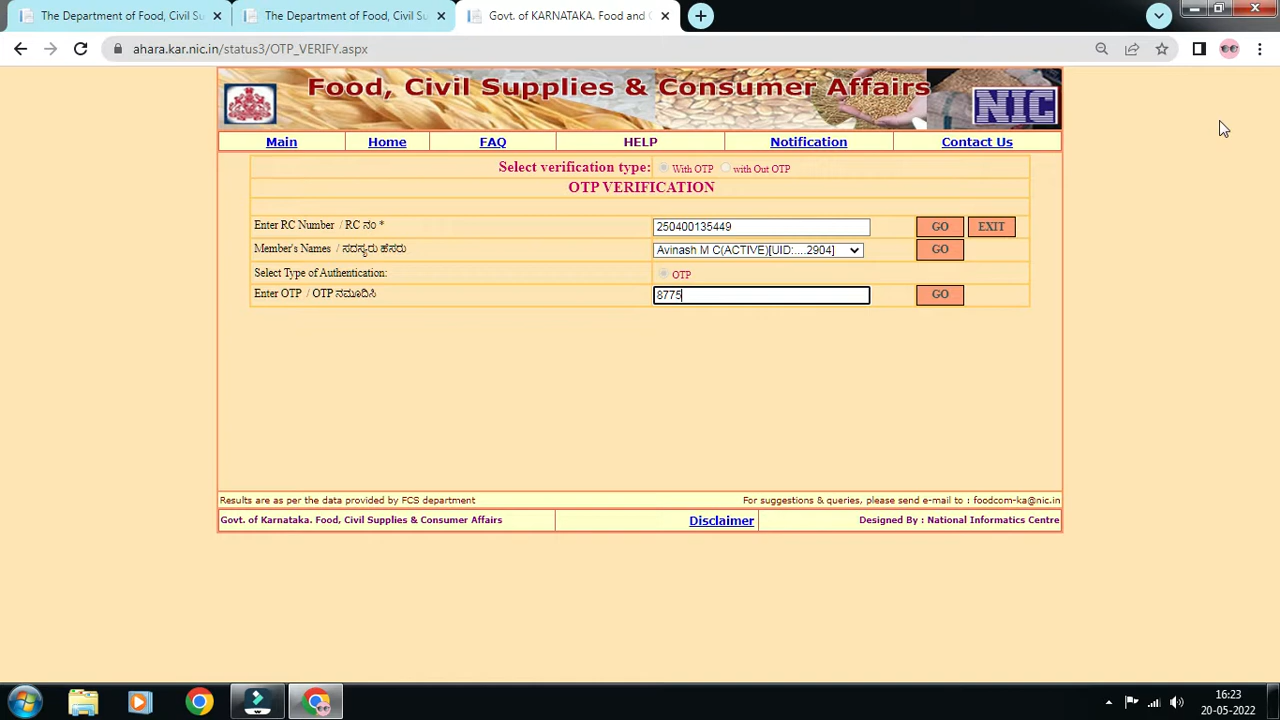 The Department of Food, Civil Su
The Department of Food, Civil Su
Govt. of KARNATAKA. Food and C
ahara.kar.nic.in/status3/OTP_VERIFY.aspx
Food, Civil Supplies & Consumer Affairs
NIC
Main Home FAQ HELP Notification Contact Us
Select verification type: With OTP with Out OTP
OTP VERIFICATION
Enter RC Number / RC ನಂ * 250400135449 GO EXIT
Member's Names / ಸದಸ್ಯರು ಹೆಸರು Avinash M C(ACTIVE)[UID:....2904] GO
Select Type of Authentication: OTP
Enter OTP / OTP ನಮೂದಿಸಿ 8775 GO
Results are as per the data provided by FCS department For suggestions & queries, please send e-mail to : foodcom-ka@nic.in
Govt. of Karnataka. Food, Civil Supplies & Consumer Affairs Disclaimer Designed By : National Informatics Centre
16:23
20-05-2022